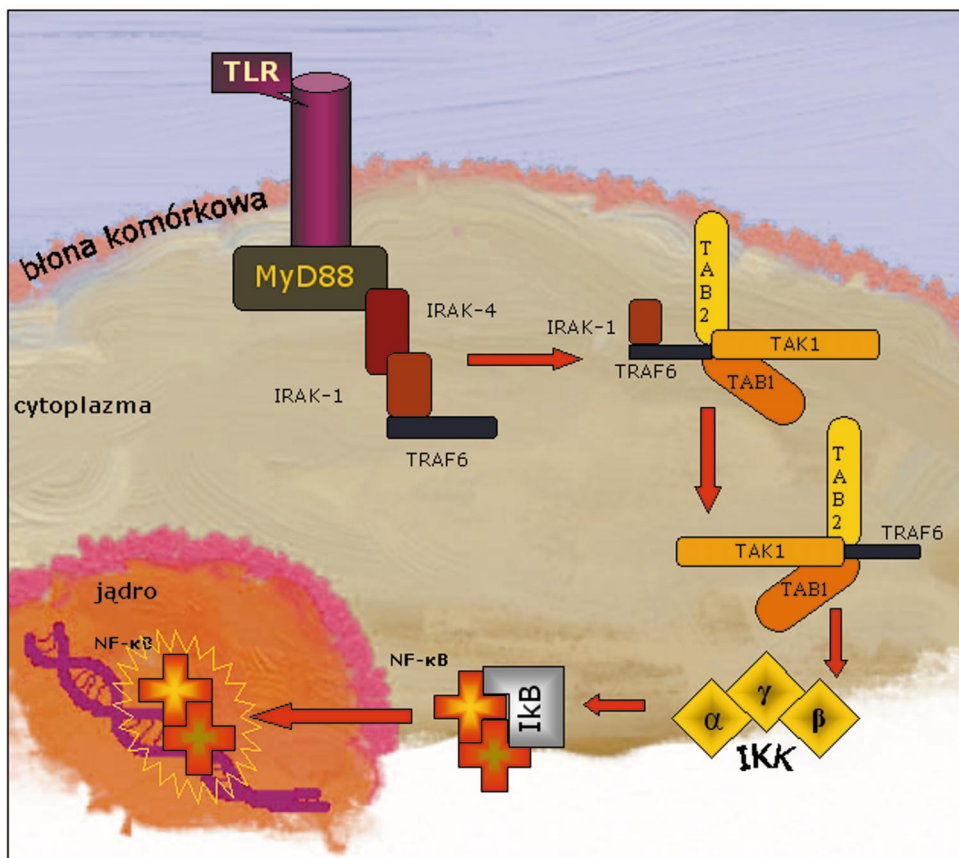 TLR
błona komórkowa
MyD88
IRAK-4
IRAK-1
TRAF6
cytoplazma
IRAK-1
TRAF6
TAB2
TAK1
TAB1
TAB2
TAK1
TRAF6
TAB1
jądro
NF-κB
NF-κB
IkB
α
γ
β
IKK